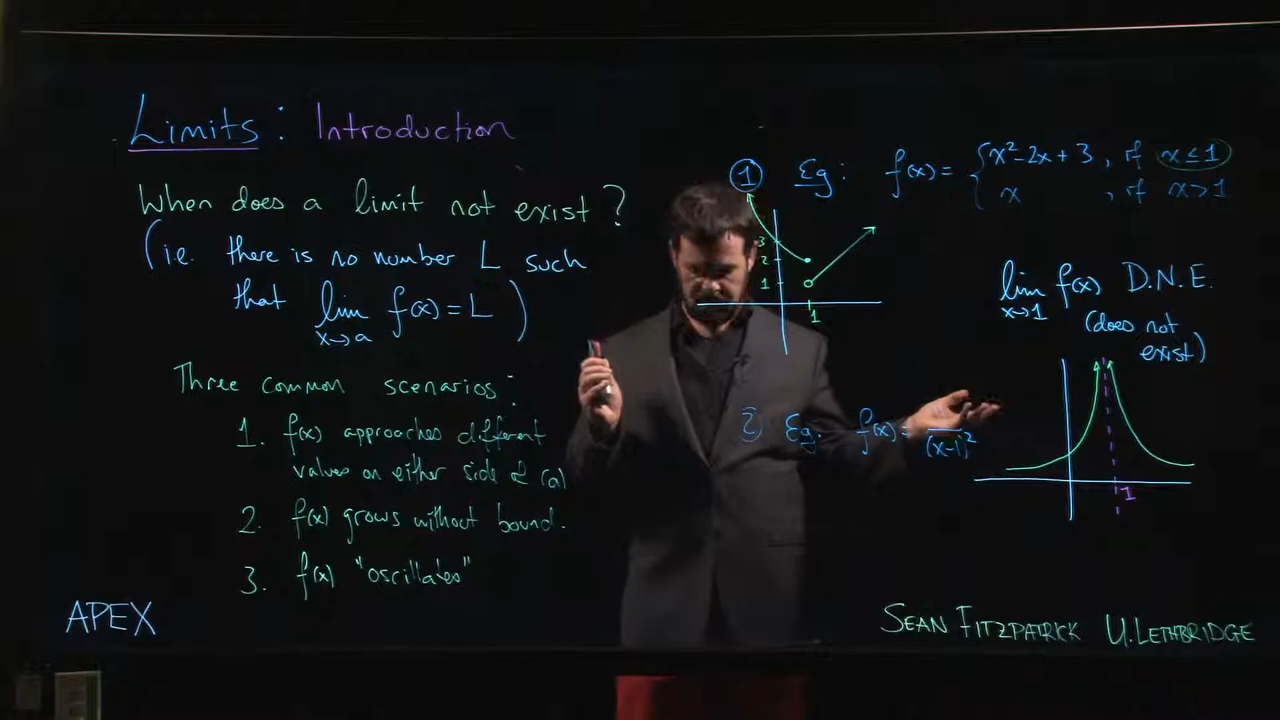 Limits: Introduction
When does a limit not exist?
(i.e. there is no number L such
that lim f(x) = L)
x→a
Three common scenarios:
1. f(x) approaches different
values on either side of (a)
2. f(x) grows without bound.
3. f(x) "oscillates"
APEX
① Eg: f(x) = { x²-2x+3, if x≤1
x , if x>1
3
2
1
1
lim f(x) D.N.E.
x→1
(does not
exist)
② Eg. f(x) = 1/(x-1)²
1
SEAN FITZPATRICK U. LETHBRIDGE